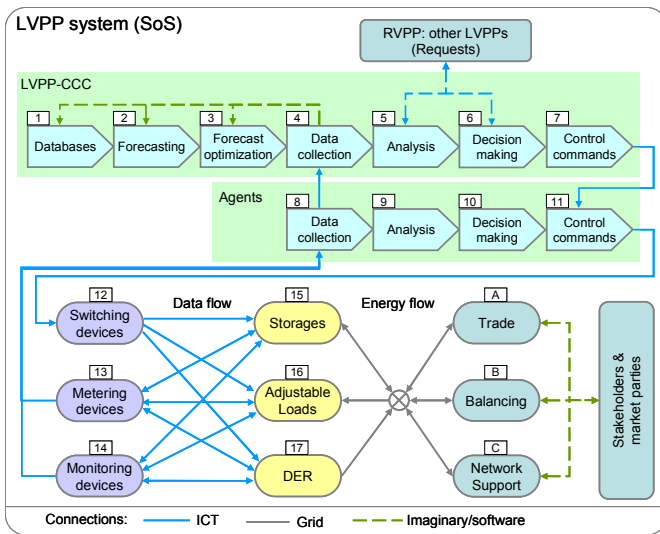 LVPP system (SoS)
RVPP: other LVPPs
(Requests)
LVPP-CCC
1
2
3
4
5
6
7
Databases
Forecasting
Forecast
optimization
Data
collection
Analysis
Decision
making
Control
commands
Agents
8
9
10
11
Data
collection
Analysis
Decision
making
Control
commands
12
Switching
devices
Data flow
15
Storages
Energy flow
A
Trade
13
Metering
devices
16
Adjustable
Loads
B
Balancing
14
Monitoring
devices
17
DER
C
Network
Support
Stakeholders &
market parties
Connections:
ICT
Grid
Imaginary/software